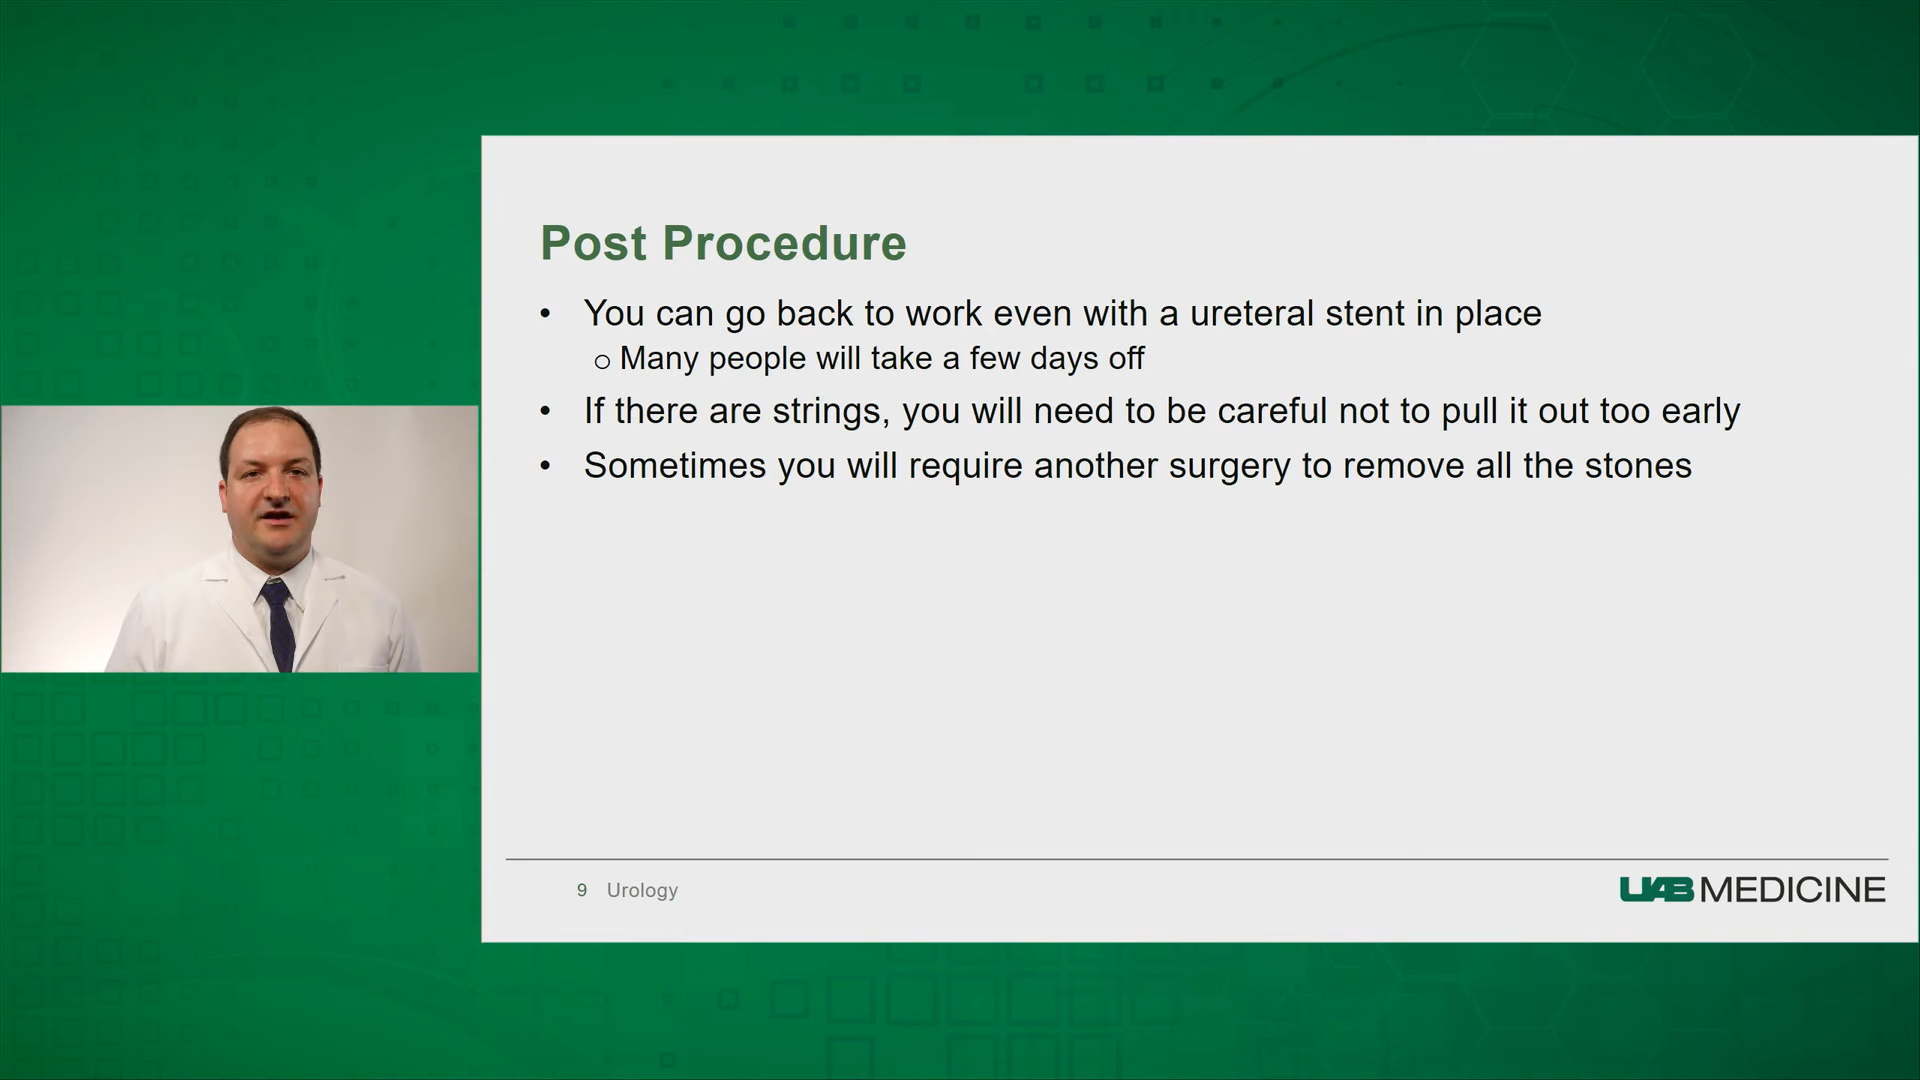 Post Procedure
• You can go back to work even with a ureteral stent in place
o Many people will take a few days off
• If there are strings, you will need to be careful not to pull it out too early
• Sometimes you will require another surgery to remove all the stones
9 Urology
UAB MEDICINE